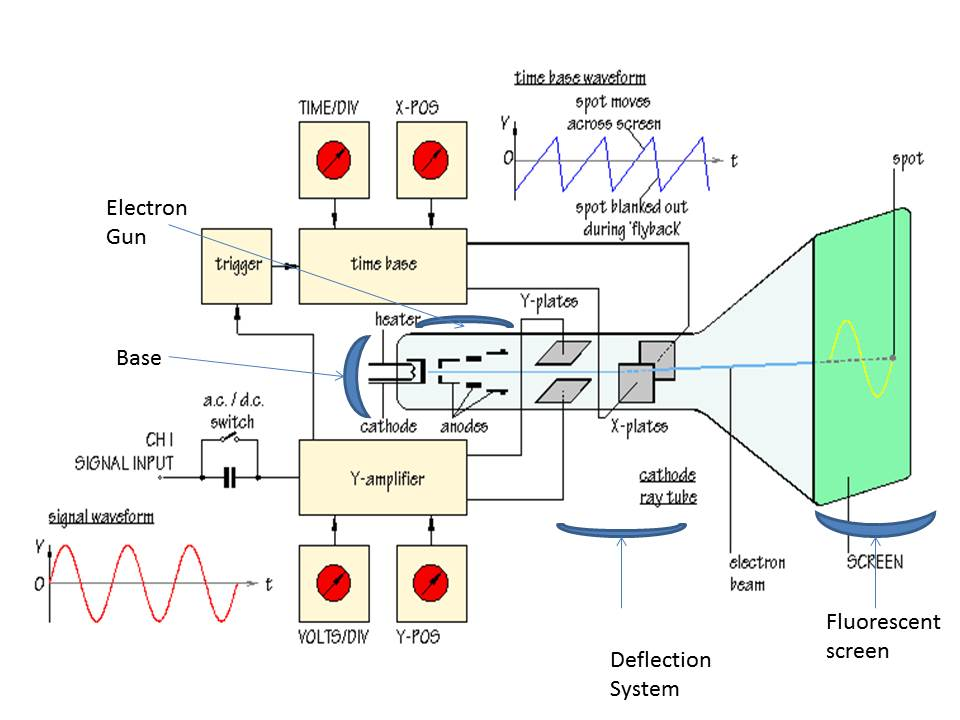 time base waveform
spot moves
across screen
TIME/DIV
X-POS
Y
0
t
spot
spot blanked out
during 'flyback'
Electron
Gun
trigger
time base
Y-plates
heater
Base
a.c. / d.c.
switch
cathode
anodes
X-plates
CH I
SIGNAL INPUT
Y-amplifier
cathode
ray tube
signal waveform
Y
0
t
electron
beam
SCREEN
VOLTS/DIV
Y-POS
Fluorescent
screen
Deflection
System